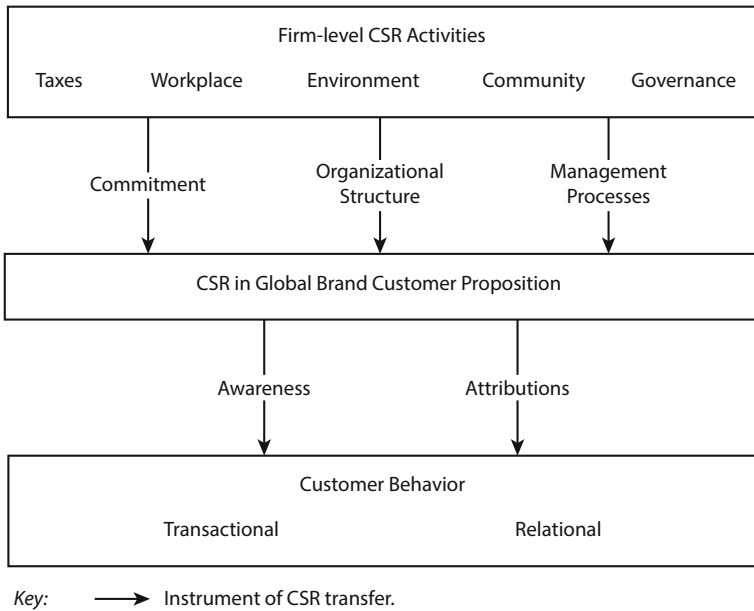 Firm-level CSR Activities
Taxes Workplace Environment Community Governance
Commitment
Organizational
Structure
Management
Processes
CSR in Global Brand Customer Proposition
Awareness Attributions
Customer Behavior
Transactional Relational
Key: Instrument of CSR transfer.